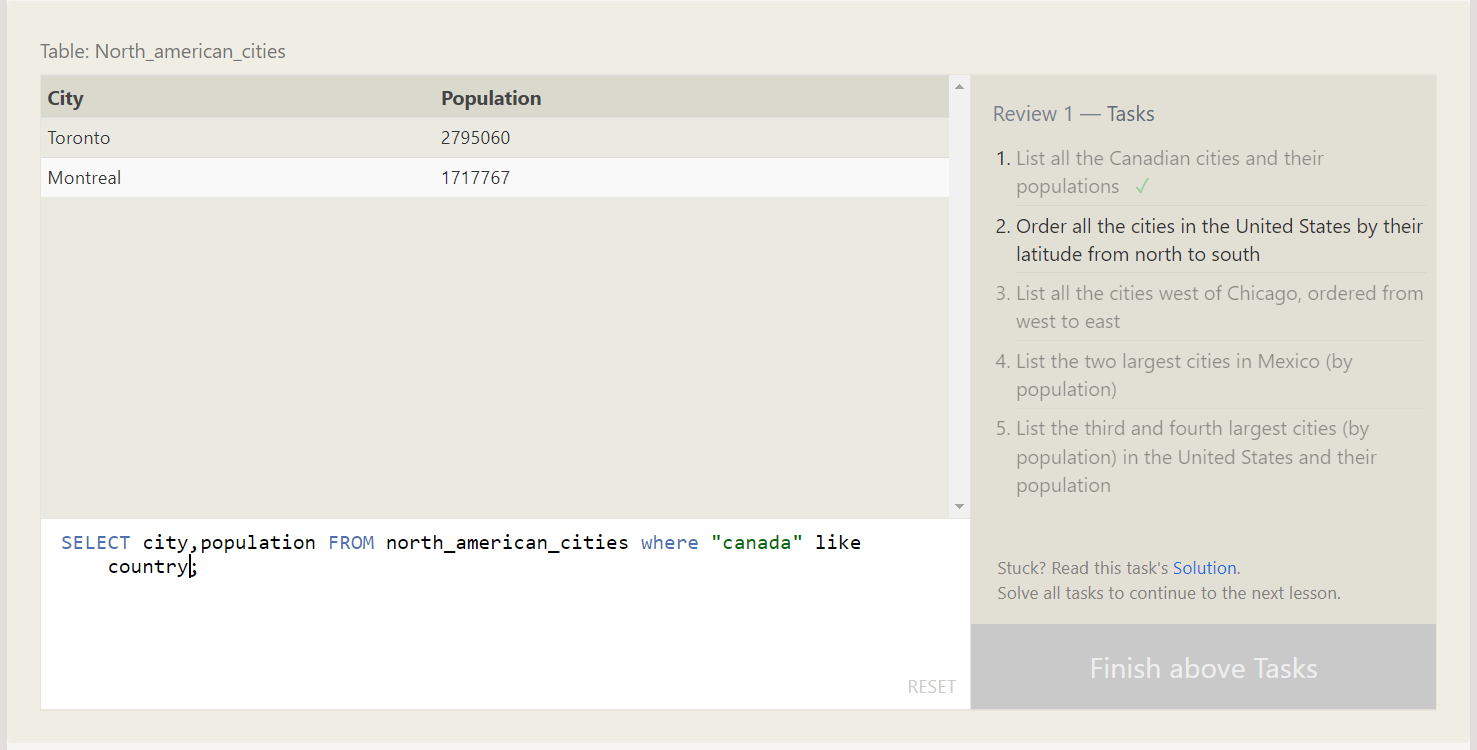 Table: North_american_cities
City Population
Toronto 2795060
Montreal 1717767
SELECT city,population FROM north_american_cities where "canada" like
country;
RESET
Review 1 — Tasks
1. List all the Canadian cities and their
populations ✓
2. Order all the cities in the United States by their
latitude from north to south
3. List all the cities west of Chicago, ordered from
west to east
4. List the two largest cities in Mexico (by
population)
5. List the third and fourth largest cities (by
population) in the United States and their
population
Stuck? Read this task's Solution.
Solve all tasks to continue to the next lesson.
Finish above Tasks